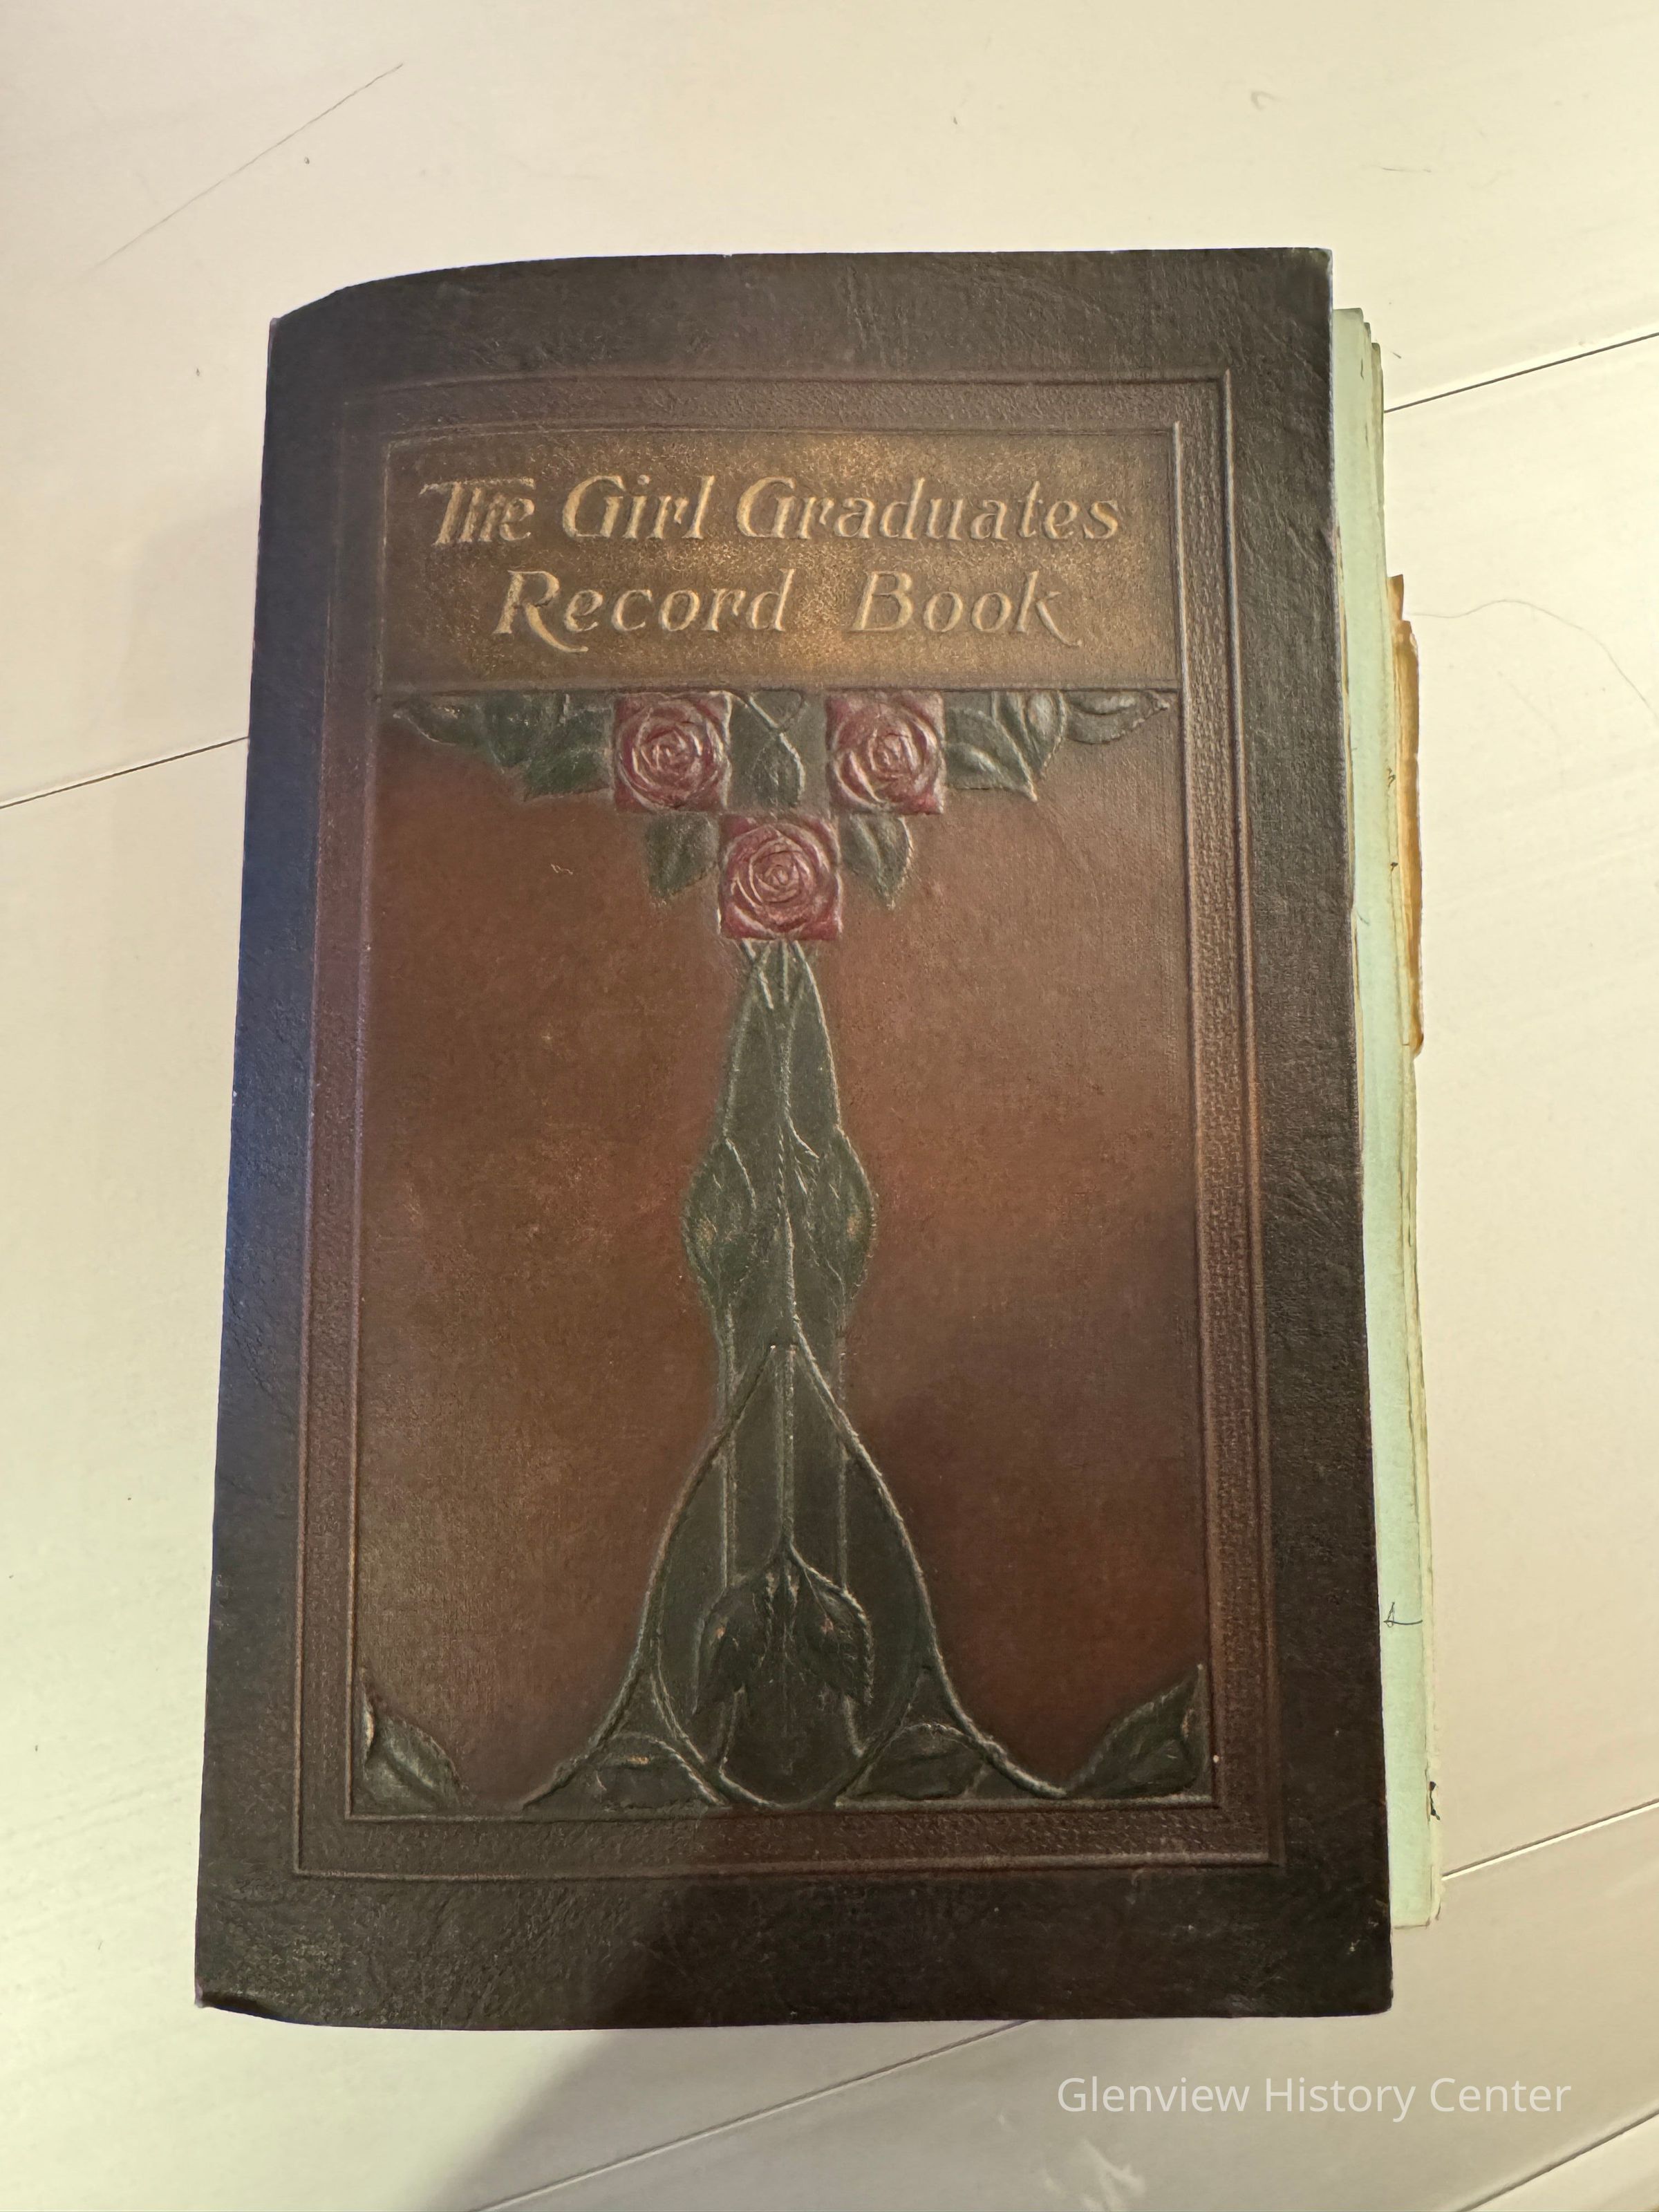 The Girl Graduates
Record Book
Glenview History Center